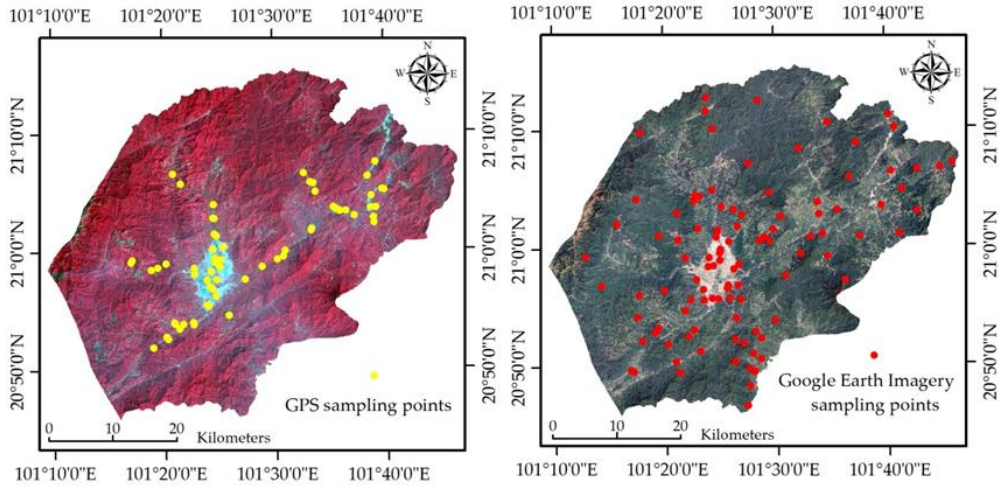 101°10'0"E 101°20'0"E 101°30'0"E 101°40'0"E
N
W E
S
21°10'0"N
21°0'0"N
20°50'0"N
21°10'0"N
21°0'0"N
20°50'0"N
GPS sampling points
0 10 20
Kilometers
101°10'0"E 101°20'0"E 101°30'0"E 101°40'0"E
101°10'0"E 101°20'0"E 101°30'0"E 101°40'0"E
N
W E
S
21°10'0"N
21°0'0"N
20°50'0"N
21°10'0"N
21°0'0"N
20°50'0"N
Google Earth Imagery
sampling points
0 10 20
Kilometers
101°10'0"E 101°20'0"E 101°30'0"E 101°40'0"E